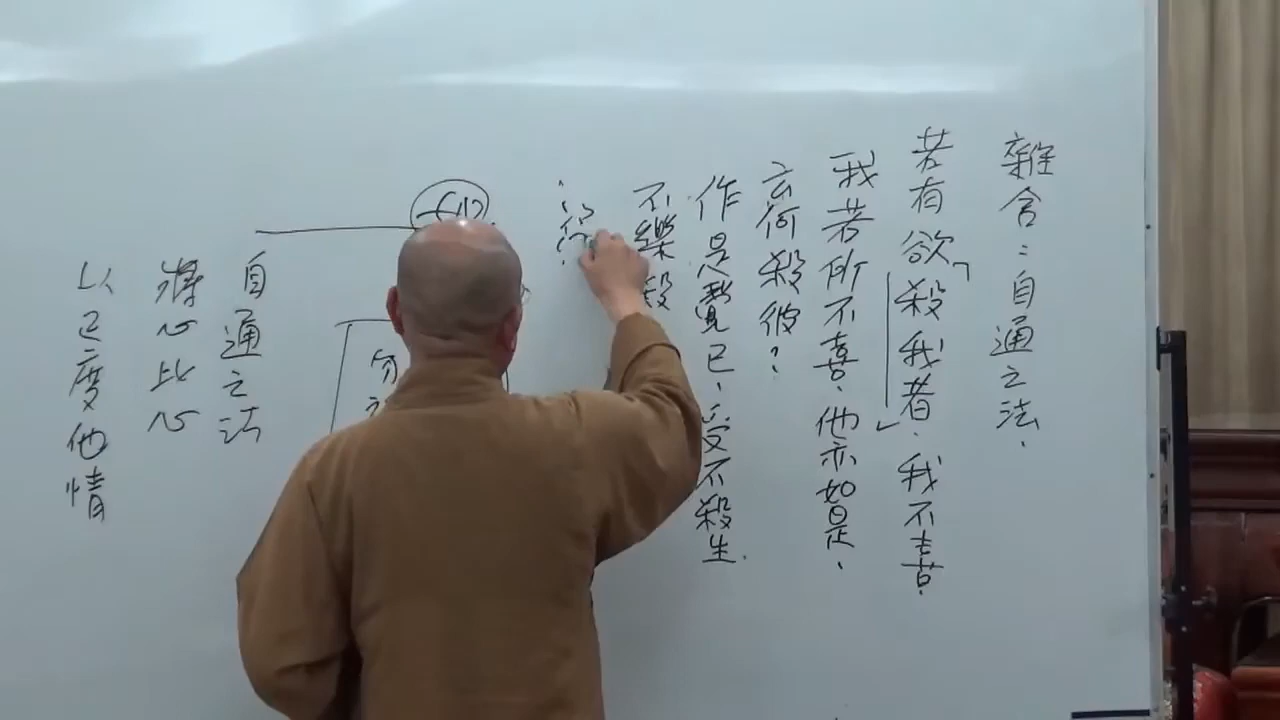 雜含：自通之法、
若有欲殺我者、我不喜.
我若所不喜、他亦如是、
云何殺彼？
作是覺已，受不殺生.
不樂殺
自通之法
將心比心
以己度他情